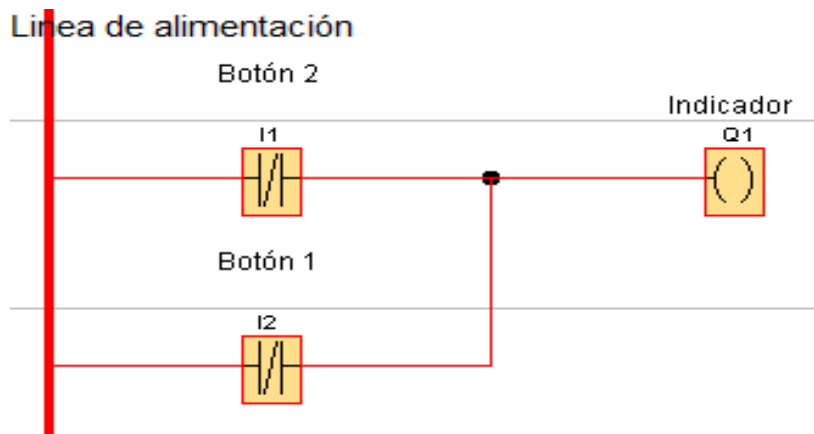 Linea de alimentación
Botón 2
Indicador
I1
Q1
Botón 1
I2